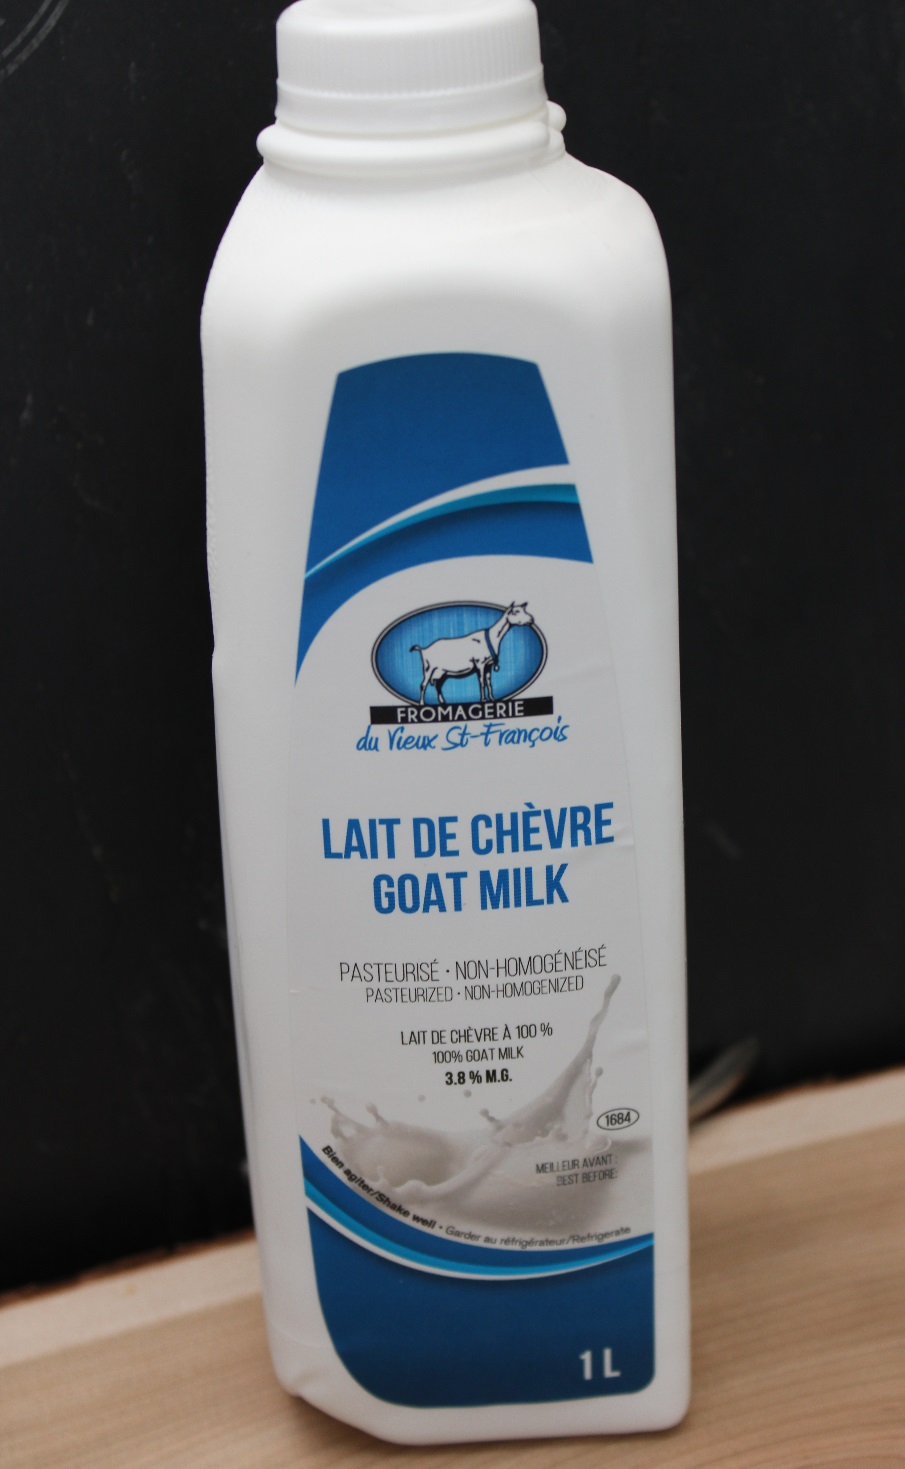 FROMAGERIE
du Vieux St-François
LAIT DE CHÈVRE
GOAT MILK
PASTEURISÉ · NON-HOMOGÉNÉISÉ
PASTEURIZED · NON-HOMOGENIZED
LAIT DE CHÈVRE À 100 %
100% GOAT MILK
3.8 % M.G.
1684
MEILLEUR AVANT :
BEST BEFORE:
Bien agiter/Shake well · Garder au réfrigérateur/Refrigerate
1 L